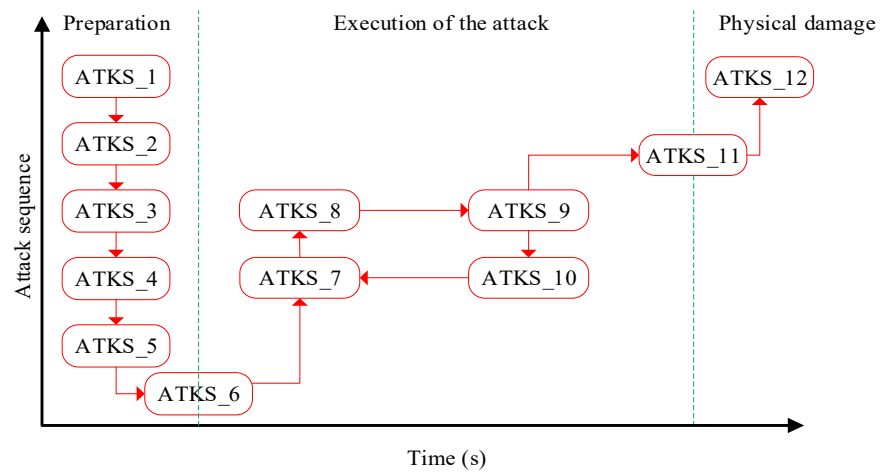 Preparation
Execution of the attack
Physical damage
ATKS_1
ATKS_12
ATKS_2
ATKS_11
ATKS_3
ATKS_8
ATKS_9
ATKS_4
ATKS_7
ATKS_10
ATKS_5
ATKS_6
Attack sequence
Time (s)